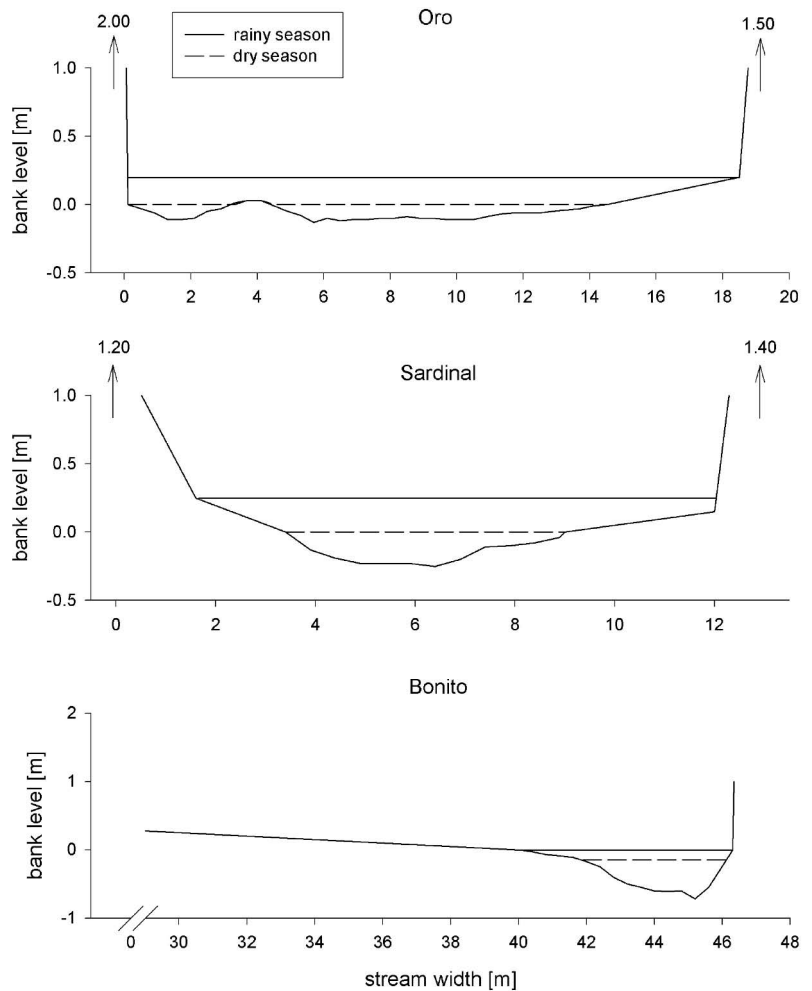 Oro
2.00
1.50
rainy season
dry season
bank level [m]
1.0
0.5
0.0
-0.5
0 2 4 6 8 10 12 14 16 18 20
Sardinal
1.20
1.40
bank level [m]
1.0
0.5
0.0
-0.5
0 2 4 6 8 10 12
Bonito
bank level [m]
2
1
0
-1
0 30 32 34 36 38 40 42 44 46 48
stream width [m]